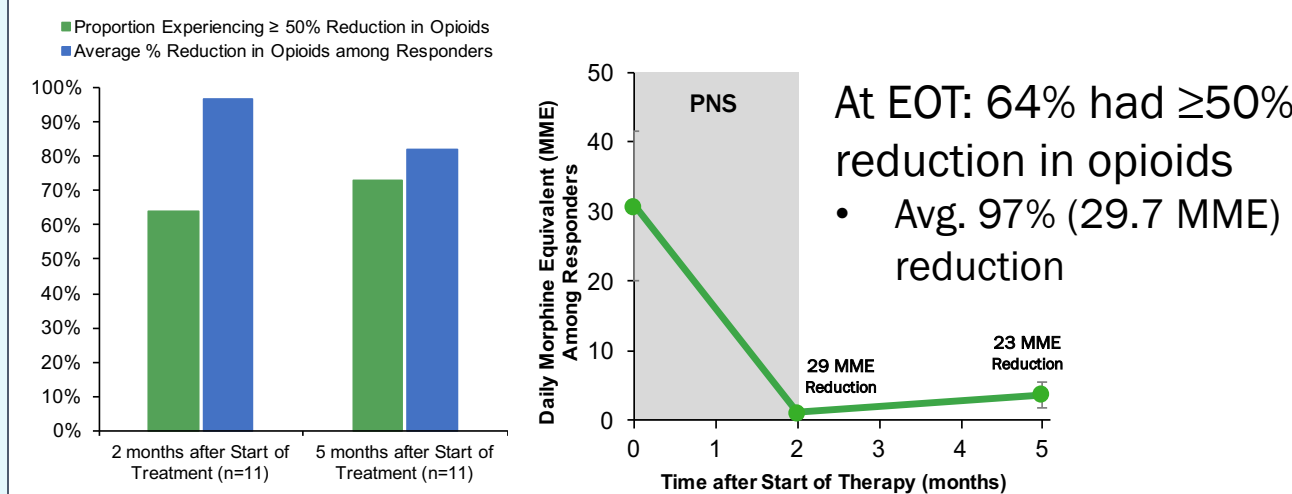 Proportion Experiencing ≥ 50% Reduction in Opioids
Average % Reduction in Opioids among Responders
100%
90%
80%
70%
60%
50%
40%
30%
20%
10%
0%
2 months after Start of
Treatment (n=11)
5 months after Start of
Treatment (n=11)
Daily Morphine Equivalent (MME)
Among Responders
50
40
30
20
10
0
PNS
29 MME
Reduction
23 MME
Reduction
0 1 2 3 4 5
Time after Start of Therapy (months)
At EOT: 64% had ≥50%
reduction in opioids
• Avg. 97% (29.7 MME)
reduction